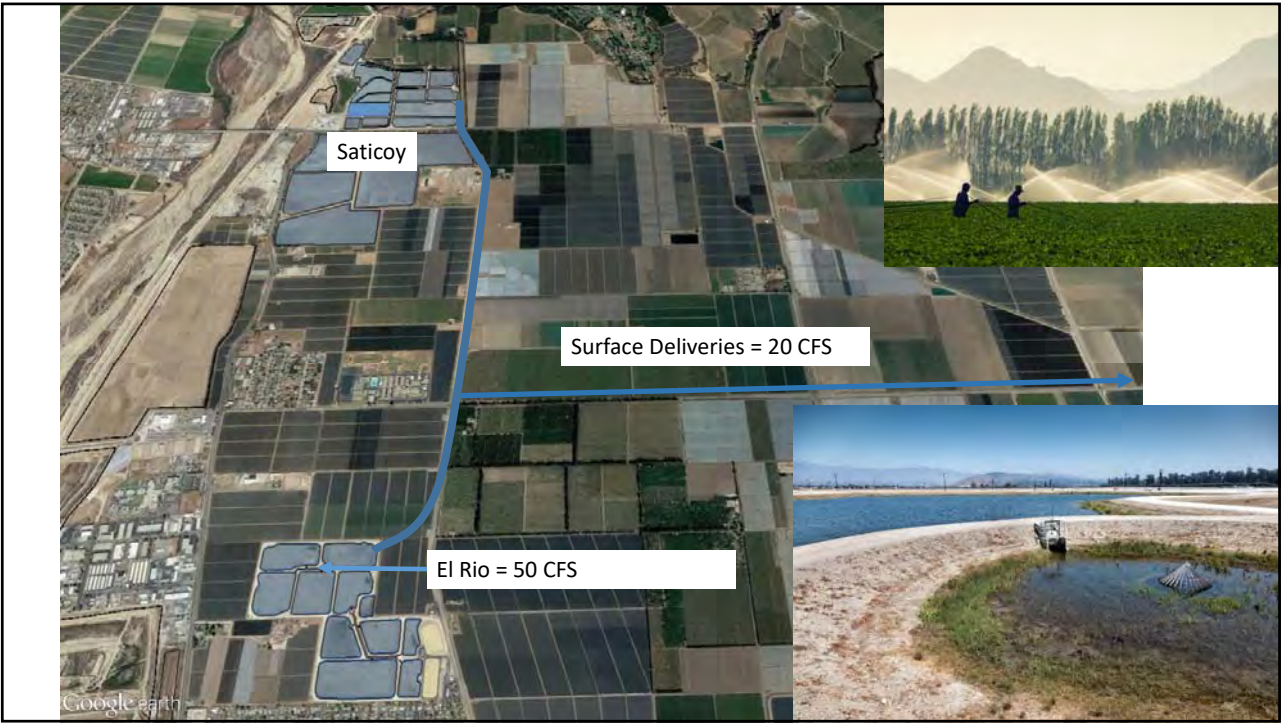 Saticoy
Surface Deliveries = 20 CFS
El Rio = 50 CFS
Google earth